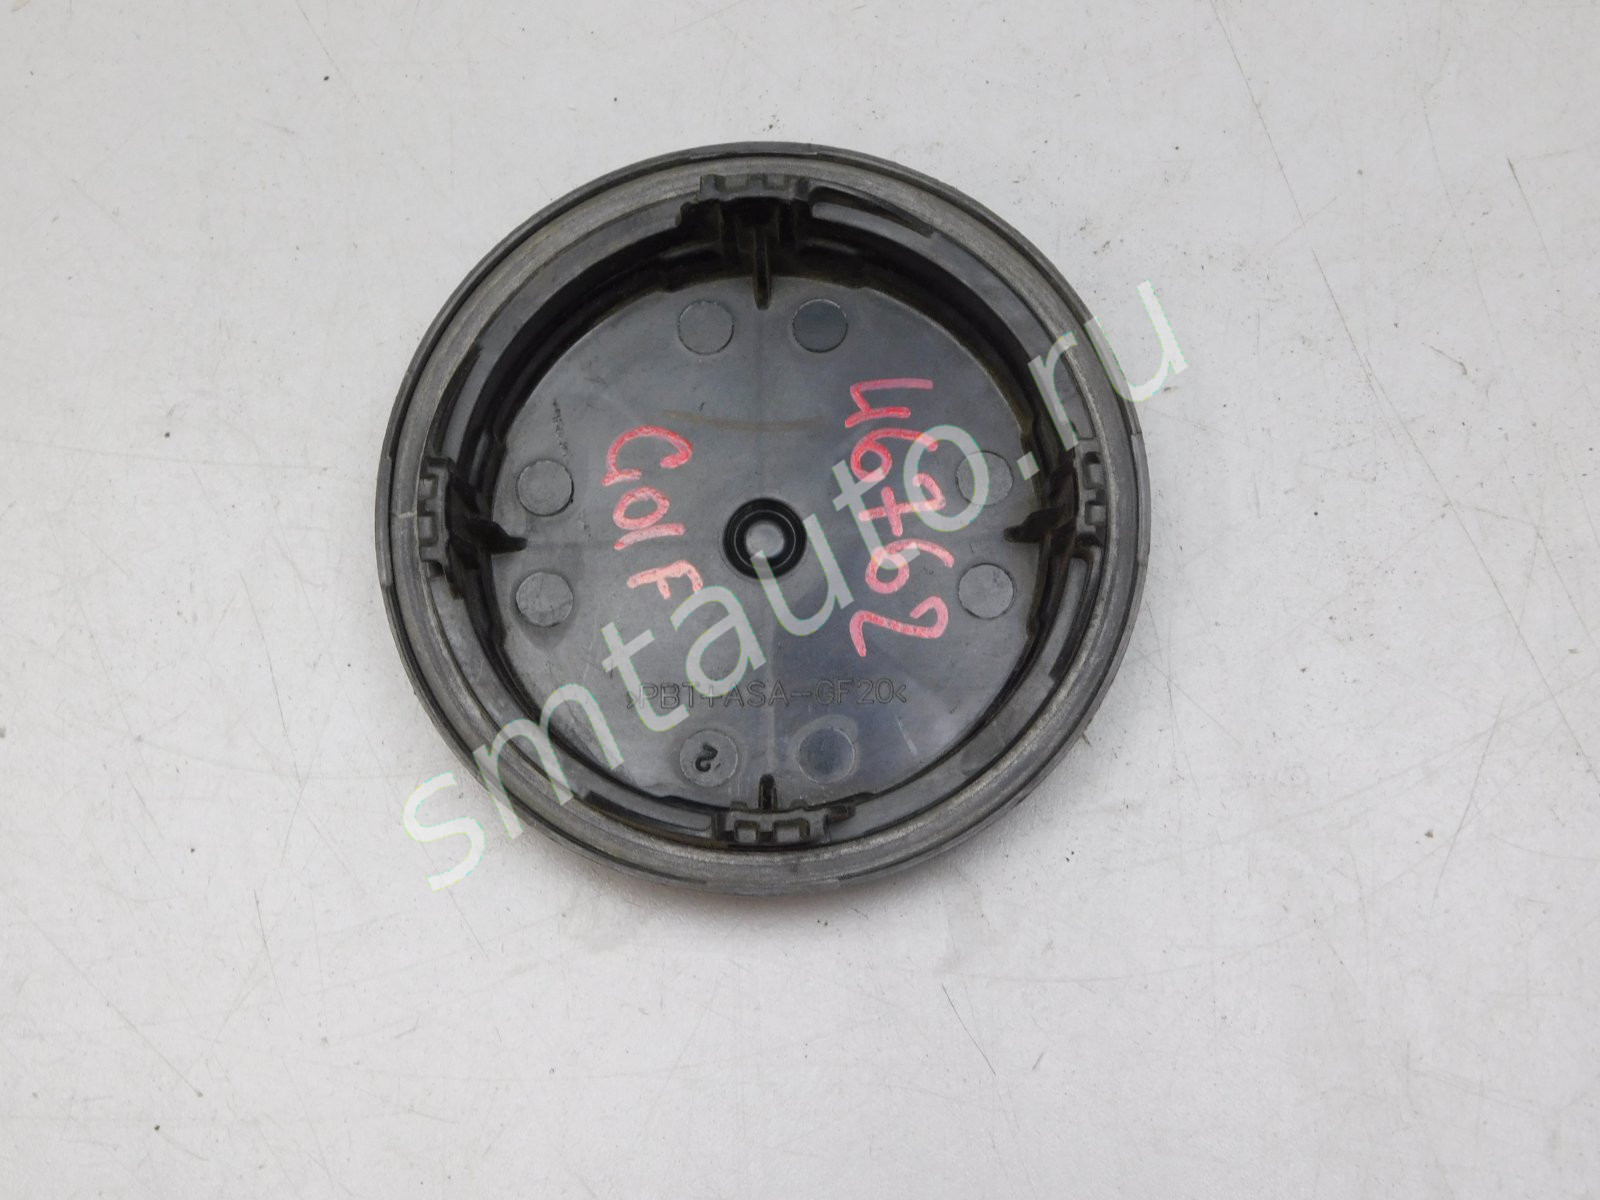 46762
GOlF
>PBT+ASA-GF20<
2
smtauto.ru